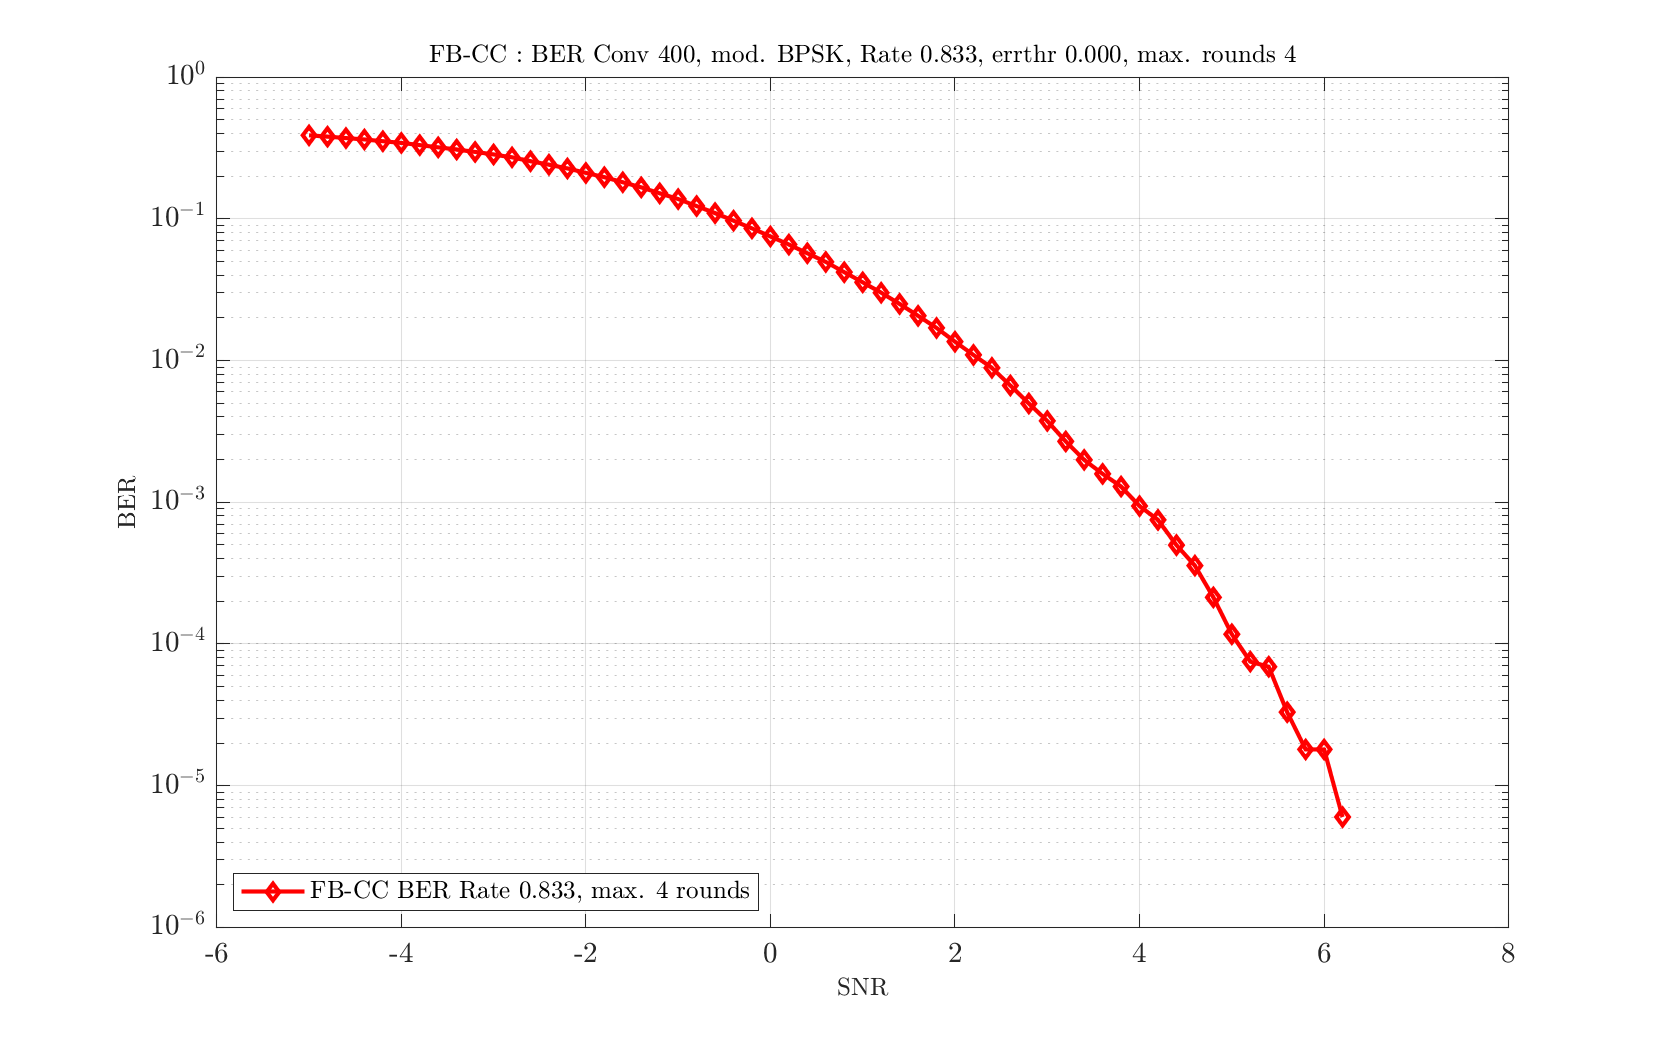 FB-CC : BER Conv 400, mod. BPSK, Rate 0.833, errthr 0.000, max. rounds 4
10^0
10^-1
10^-2
10^-3
10^-4
10^-5
10^-6
BER
FB-CC BER Rate 0.833, max. 4 rounds
-6 -4 -2 0 2 4 6 8
SNR